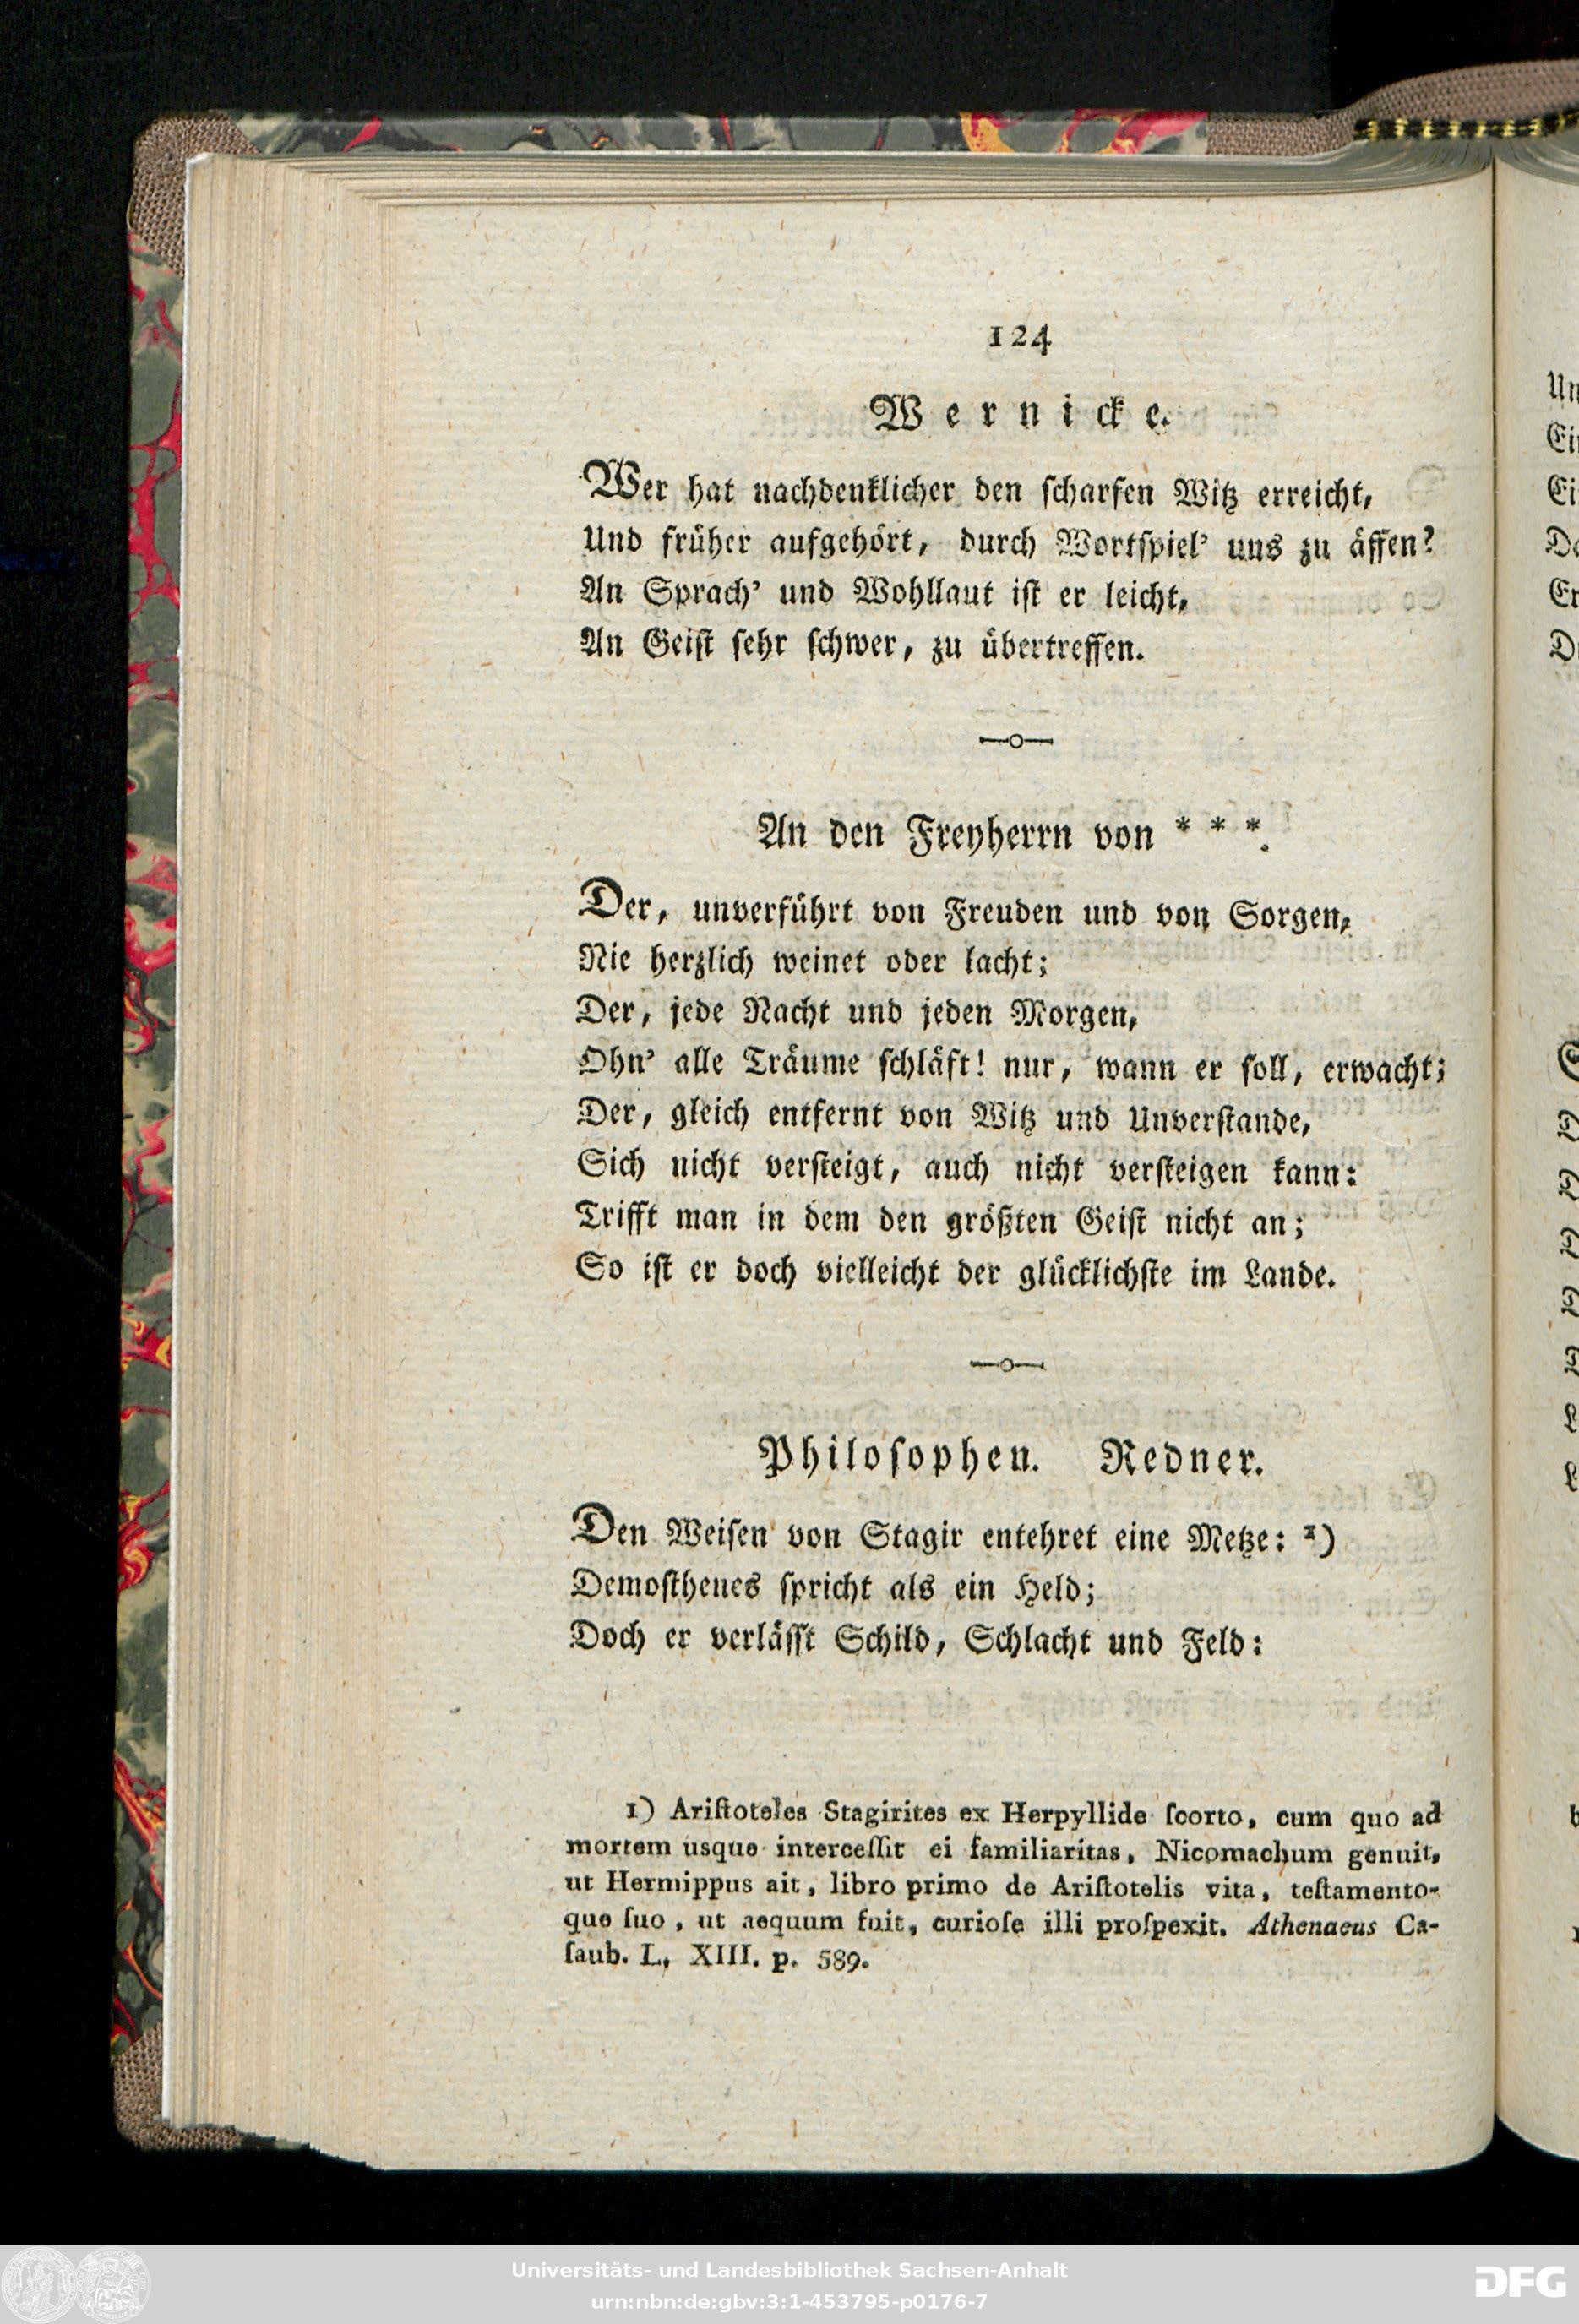 124
Wernicke.
Wer hat nachdenklicher den ſcharfen Witz erreicht,
Und früher aufgehört, durch Wortſpiel' uns zu äffen?
An Sprach' und Wohllaut iſt er leicht,
An Geiſt ſehr ſchwer, zu übertreffen.
An den Freyherrn von * * *.
Der, unverführt von Freuden und von Sorgen,
Nie herzlich weinet oder lacht;
Der, jede Nacht und jeden Morgen,
Ohn' alle Träume ſchläft! nur, wann er ſoll, erwacht;
Der, gleich entfernt von Witz und Unverſtande,
Sich nicht verſteigt, auch nicht verſteigen kann:
Trifft man in dem den größten Geiſt nicht an;
So iſt er doch vielleicht der glücklichſte im Lande.
Philoſophen. Redner.
Den Weiſen von Stagir entehret eine Metze: 1)
Demoſthenes ſpricht als ein Held;
Doch er verläſſt Schild, Schlacht und Feld:
1) Ariſtoteles Stagirites ex Herpyllide ſcorto, cum quo ad
mortem usque interceſſit ei familiaritas, Nicomachum genuit,
ut Hermippus ait, libro primo de Ariſtotelis vita, teſtamento-
que ſuo, ut aequum fuit, curioſe illi proſpexit. Athenaeus Ca-
ſaub. L. XIII. p. 589.
Universitäts- und Landesbibliothek Sachsen-Anhalt
urn:nbn:de:gbv:3:1-453795-p0176-7
DFG